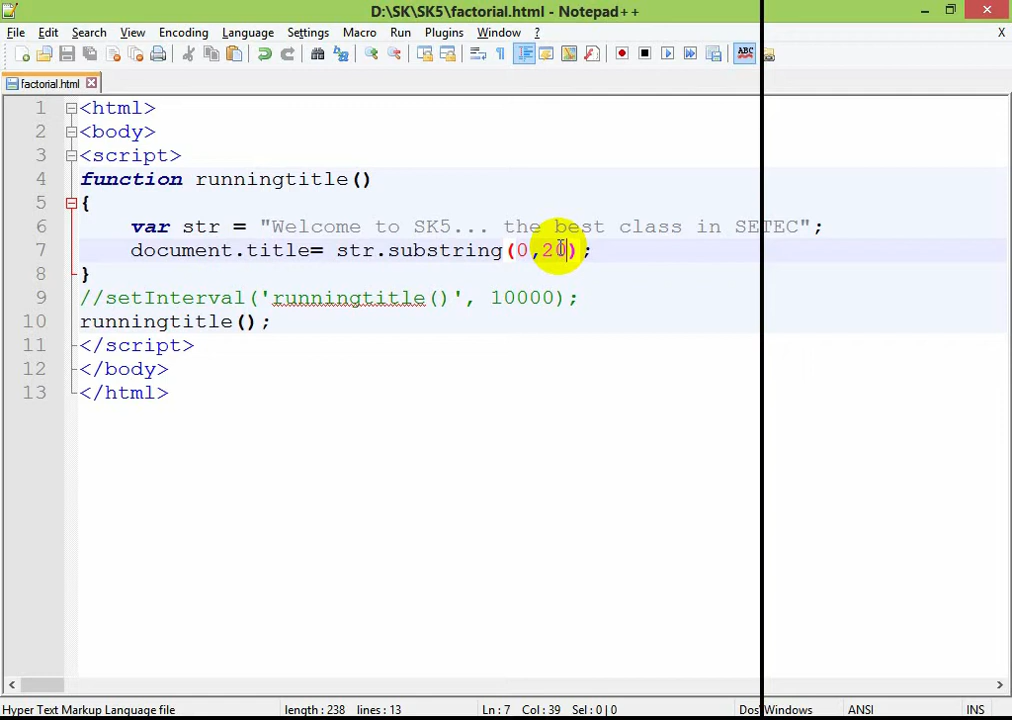 D:\SK\SK5\factorial.html - Notepad++
File Edit Search View Encoding Language Settings Macro Run Plugins Window ? X
ABC
factorial.html
1 <html>
2 <body>
3 <script>
4 function runningtitle()
5 {
6 var str = "Welcome to SK5... the best class in SETEC";
7 document.title= str.substring(0,20);
8 }
9 //setInterval('runningtitle()', 10000);
10 runningtitle();
11 </script>
12 </body>
13 </html>
Hyper Text Markup Language file length : 238 lines : 13 Ln : 7 Col : 39 Sel : 0 | 0 Dos\Windows ANSI INS